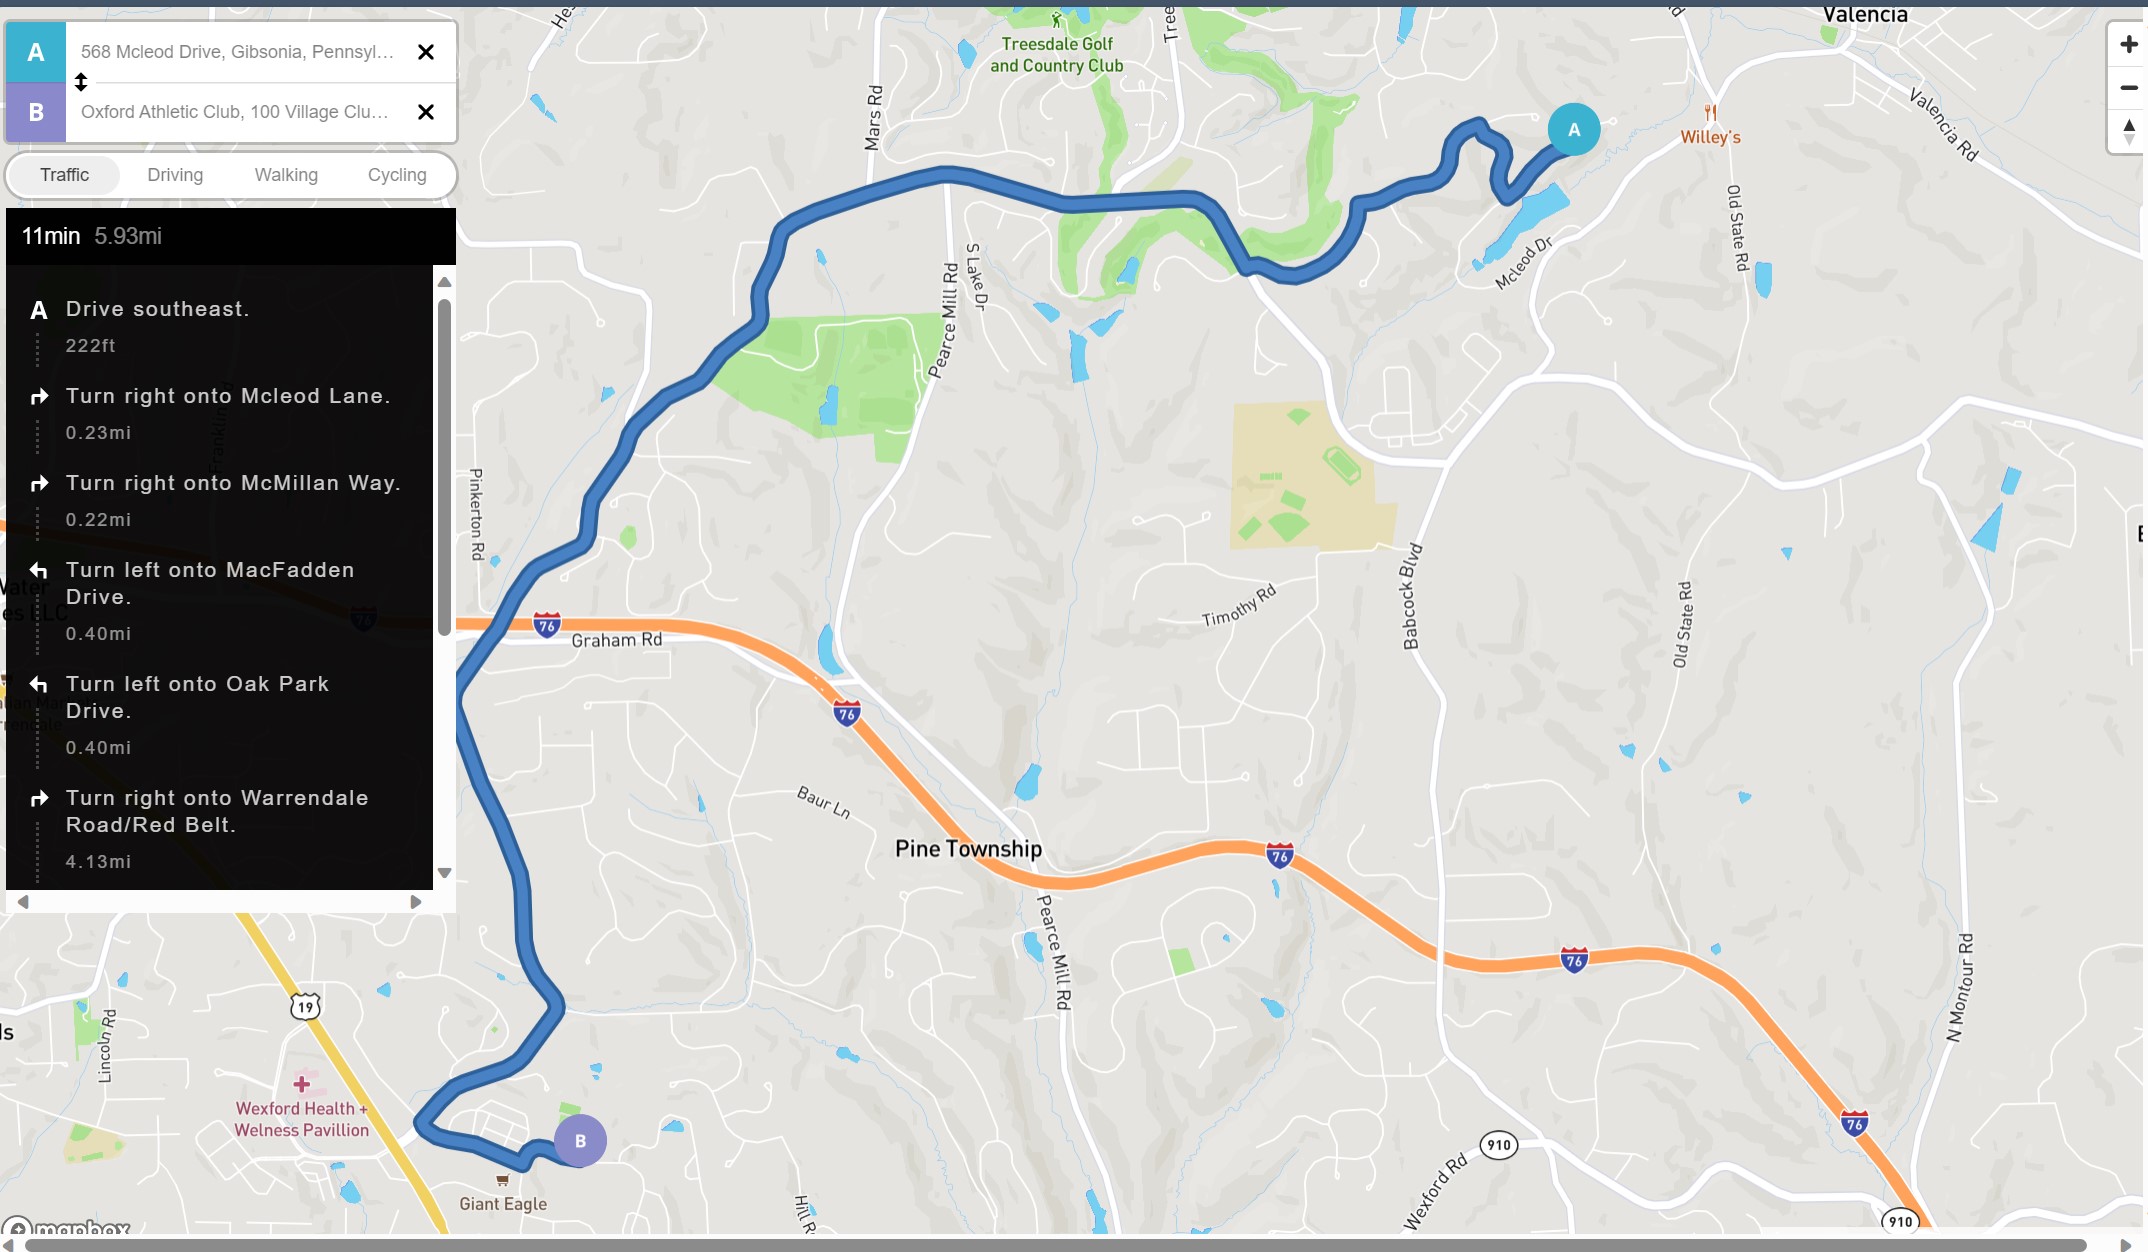 A
568 Mcleod Drive, Gibsonia, Pennsyl...
B
Oxford Athletic Club, 100 Village Clu...
Traffic
Driving
Walking
Cycling
11min 5.93mi
A Drive southeast.
222ft
Turn right onto Mcleod Lane.
0.23mi
Turn right onto McMillan Way.
0.22mi
Turn left onto MacFadden
Drive.
0.40mi
Turn left onto Oak Park
Drive.
0.40mi
Turn right onto Warrendale
Road/Red Belt.
4.13mi
Treesdale Golf
and Country Club
Mars Rd
Tree
Valencia
Valencia Rd
Willey's
A
Old State Rd
Mcleod Dr
S Lake Dr
Pearce Mill Rd
Pinkerton Rd
76
Graham Rd
76
Timothy Rd
Babcock Blvd
Old State Rd
Baur Ln
Pine Township
76
Pearce Mill Rd
76
N Montour Rd
19
Lincoln Rd
ls
Wexford Health +
Welness Pavillion
B
Giant Eagle
Hill R
Wexford Rd
910
76
910
mapbox